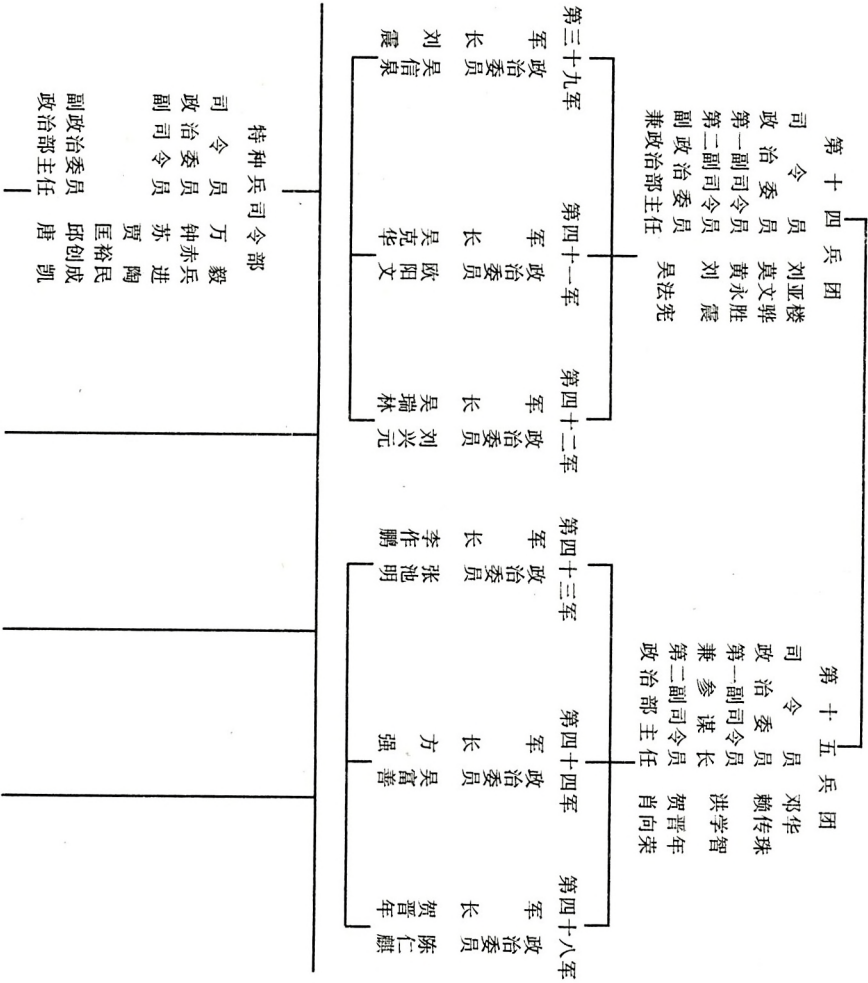 第十四兵团
司令员 刘亚楼
政治委员 莫文骅
第一副司令员 黄永胜
第二副司令员 刘震
副政治委员
兼政治部主任 吴法宪
第三十九军
军长 刘震
政治委员 吴信泉
第四十一军
军长 吴克华
政治委员 欧阳文
第四十二军
军长 吴瑞林
政治委员 刘兴元
第十五兵团
司令员 邓华
政治委员 赖传珠
第一副司令员
兼参谋长 洪学智
第二副司令员 贺晋年
政治部主任 肖向荣
第四十三军
军长 李作鹏
政治委员 张池明
第四十四军
军长 方强
政治委员 吴富善
第四十八军
军长 贺晋年
政治委员 陈仁麒
特种兵司令部
司令员 万毅
政治委员 钟赤兵
副司令员 苏进
贾陶
匡裕民
副政治委员 邱创成
政治部主任 唐凯